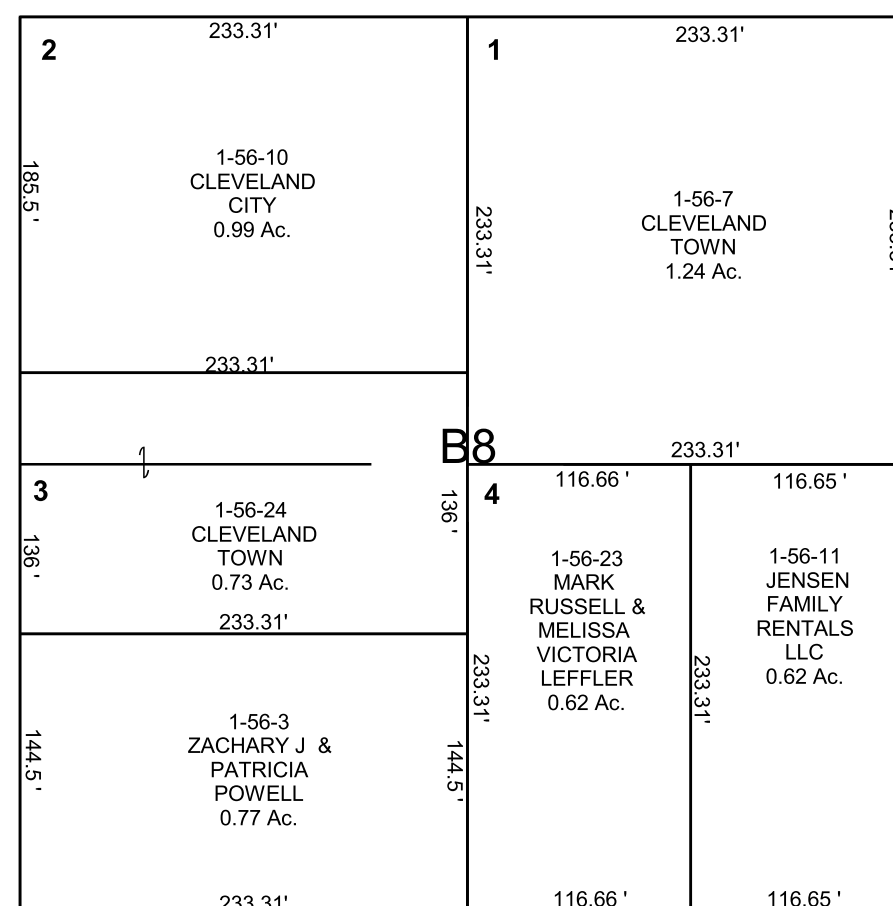 233.31'
2
1-56-10
CLEVELAND
CITY
0.99 Ac.
185.5 '
233.31'
233.31'
1
1-56-7
CLEVELAND
TOWN
1.24 Ac.
233.31'
233.31'
B8
3
1-56-24
CLEVELAND
TOWN
0.73 Ac.
136 '
136 '
233.31'
1-56-3
ZACHARY J &
PATRICIA
POWELL
0.77 Ac.
144.5 '
144.5 '
233.31'
4
116.66 '
1-56-23
MARK
RUSSELL &
MELISSA
VICTORIA
LEFFLER
0.62 Ac.
233.31'
116.66 '
116.65 '
1-56-11
JENSEN
FAMILY
RENTALS
LLC
0.62 Ac.
233.31'
116.65 '